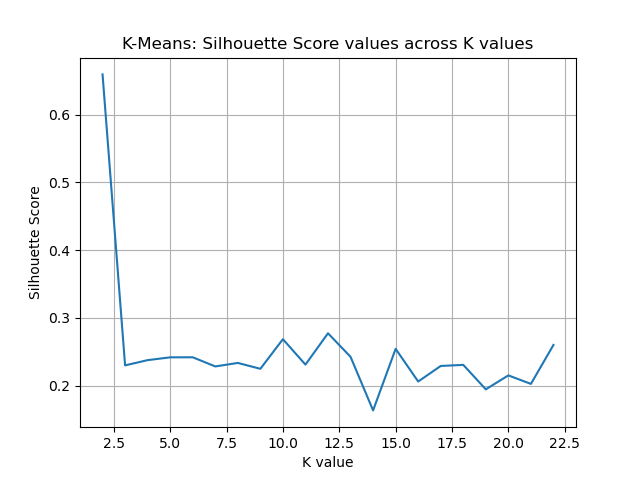 K-Means: Silhouette Score values across K values
0.6
0.5
0.4
0.3
0.2
Silhouette Score
2.5 5.0 7.5 10.0 12.5 15.0 17.5 20.0 22.5
K value